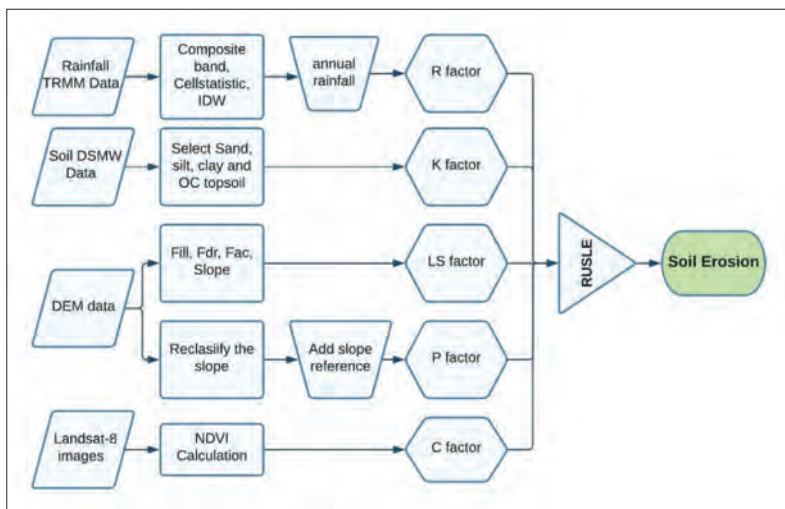 Rainfall
TRMM Data
Composite
band,
Cellstatistic,
IDW
annual
rainfall
R factor
Soil DSMW
Data
Select Sand,
silt, clay and
OC topsoil
K factor
DEM data
Fill, Fdr, Fac,
Slope
LS factor
Reclasiify the
slope
Add slope
reference
P factor
Landsat-8
images
NDVI
Calculation
C factor
RUSLE
Soil Erosion